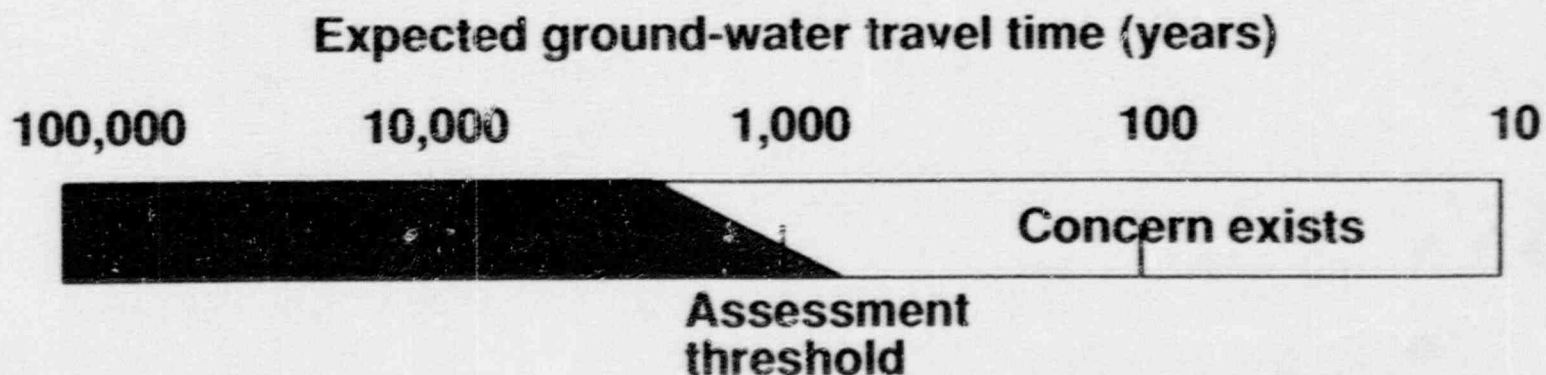 Expected ground-water travel time (years)
100,000 10,000 1,000 100 10
Concern exists
Assessment
threshold